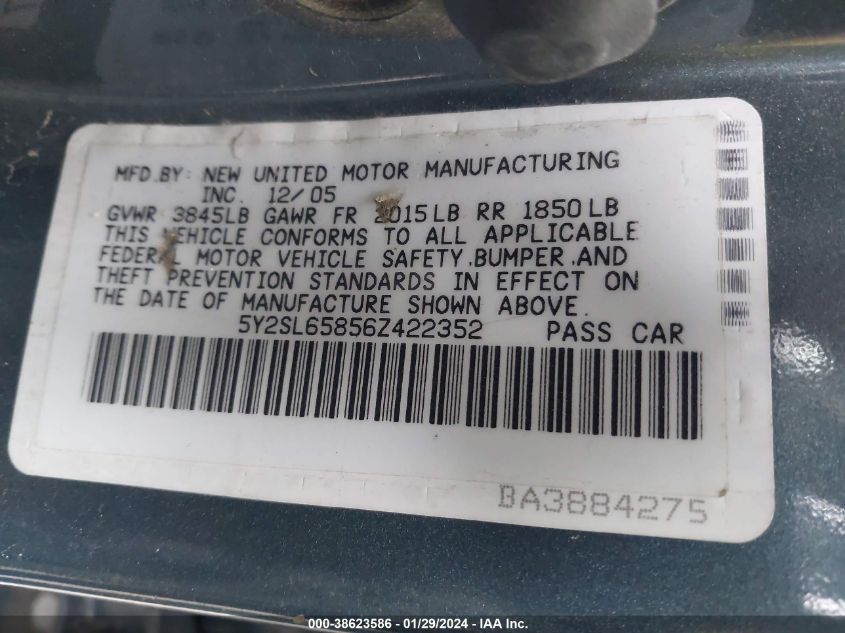 MFD.BY: NEW UNITED MOTOR MANUFACTURING
INC. 12/05
GVWR 3845LB GAWR FR 2015LB RR 1850LB
THIS VEHICLE CONFORMS TO ALL APPLICABLE
FEDERAL MOTOR VEHICLE SAFETY,BUMPER,AND
THEFT PREVENTION STANDARDS IN EFFECT ON
THE DATE OF MANUFACTURE SHOWN ABOVE.
5Y2SL65856Z422352 PASS CAR
BA3884275
000-38623586 - 01/29/2024 - IAA Inc.